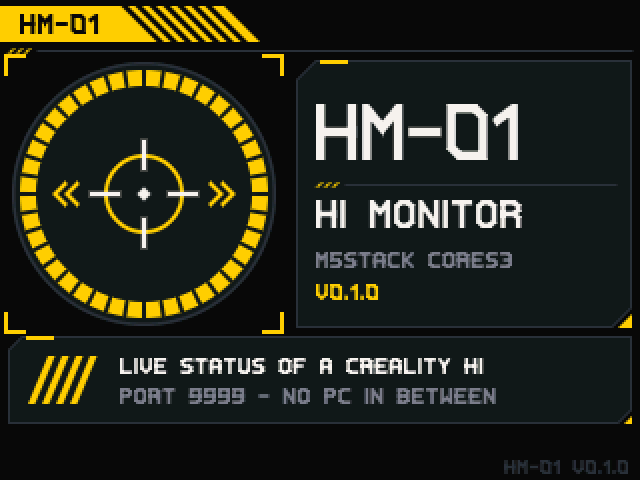 HM-01
HM-01
HI MONITOR
M5STACK CORES3
V0.1.0
LIVE STATUS OF A CREALITY HI
PORT 9999 - NO PC IN BETWEEN
HM-01 V0.1.0